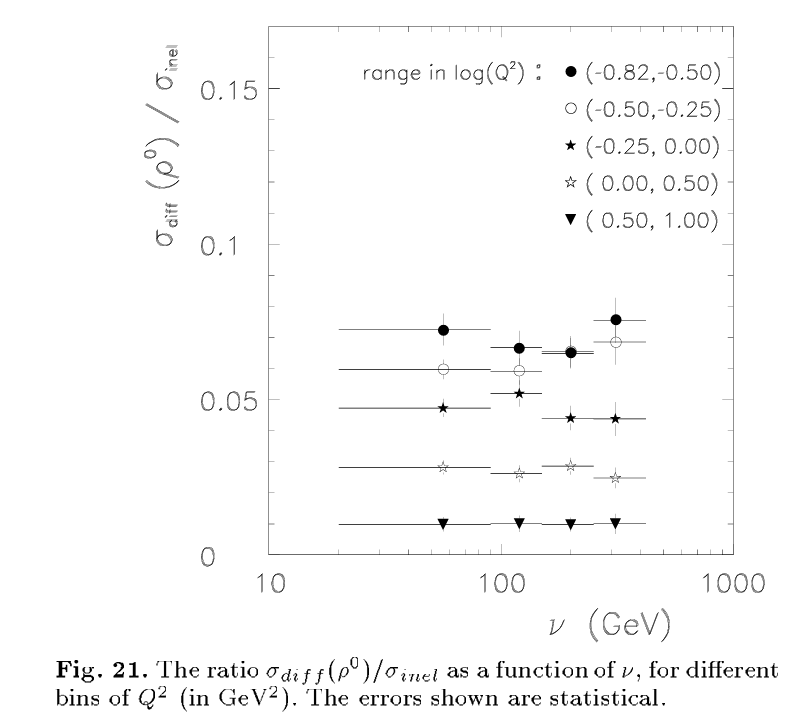 σdiff (ρ⁰) / σinel
range in log(Q²) :
(-0.82,-0.50)
(-0.50,-0.25)
(-0.25, 0.00)
( 0.00, 0.50)
( 0.50, 1.00)
0.15
0.1
0.05
0
10 100 1000
ν (GeV)
Fig. 21. The ratio σdiff(ρ⁰)/σinel as a function of ν, for different
bins of Q² (in GeV²). The errors shown are statistical.